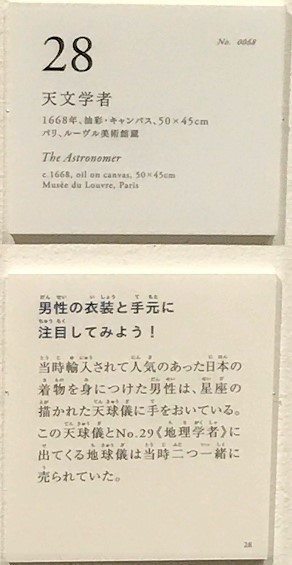 28
No. 0068
天文学者
1668年、油彩・キャンバス、50×45cm
パリ、ルーヴル美術館蔵
The Astronomer
c.1668, oil on canvas, 50×45cm
Musée du Louvre, Paris
男性の衣装と手元に
注目してみよう！
当時輸入されて人気のあった日本の
着物を身につけた男性は、星座の
描かれた天球儀に手をおいている。
この天球儀とNo.29《地理学者》に
出てくる地球儀は当時二つ一緒に
売られていた。
28